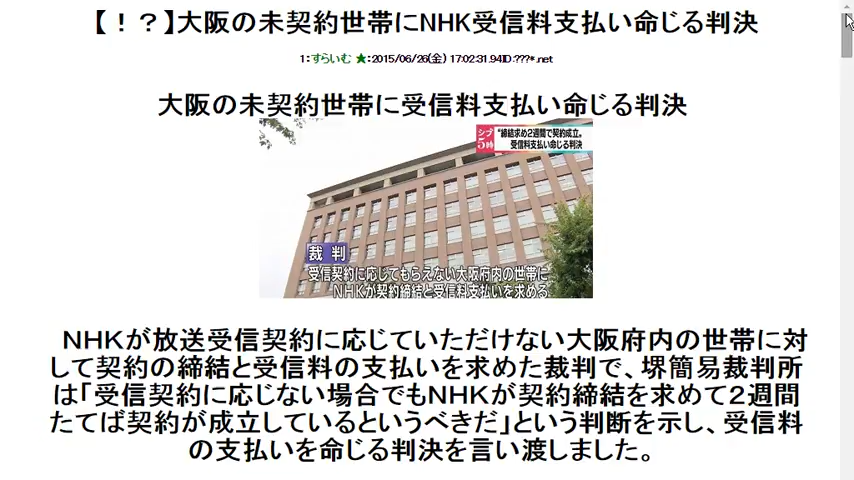 【！？】大阪の未契約世帯にNHK受信料支払い命じる判決
1：すらいむ ★：2015/06/26(金) 17:02:31.94ID:???*.net
大阪の未契約世帯に受信料支払い命じる判決
シブ5時
“締結求め2週間で契約成立”
受信料支払い命じる判決
裁判
受信契約に応じてもらえない大阪府内の世帯に
NHKが契約締結と受信料支払いを求める
ＮＨＫが放送受信契約に応じていただけない大阪府内の世帯に対
して契約の締結と受信料の支払いを求めた裁判で、堺簡易裁判所
は「受信契約に応じない場合でもＮＨＫが契約締結を求めて２週間
たてば契約が成立しているというべきだ」という判断を示し、受信料
の支払いを命じる判決を言い渡しました。